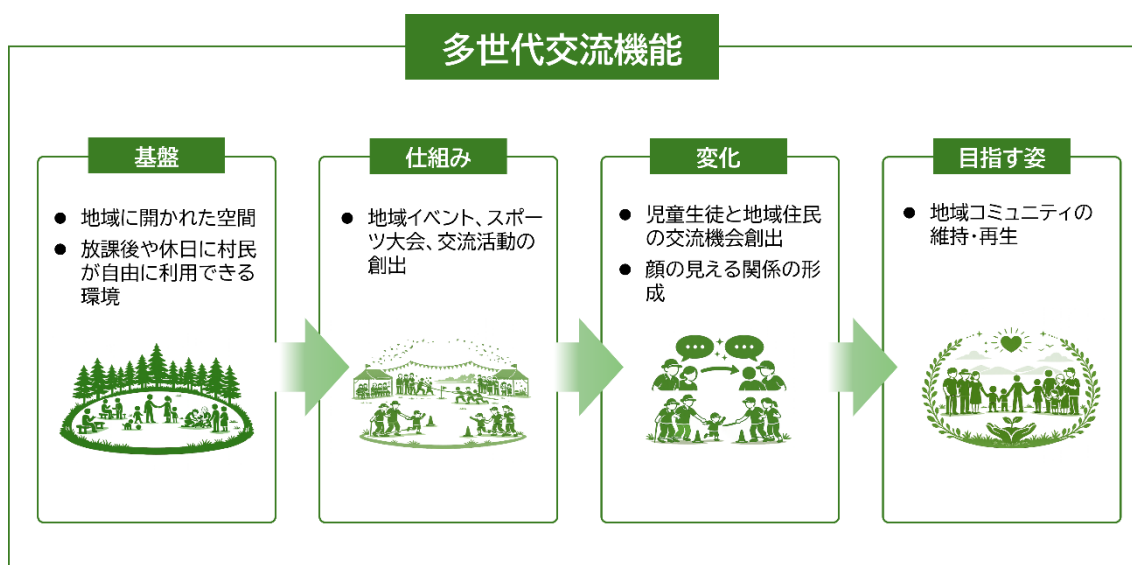 多世代交流機能
基盤
● 地域に開かれた空間
● 放課後や休日に村民
が自由に利用できる
環境
仕組み
● 地域イベント、スポー
ツ大会、交流活動の
創出
変化
● 児童生徒と地域住民
の交流機会創出
● 顔の見える関係の形
成
目指す姿
● 地域コミュニティの
維持・再生